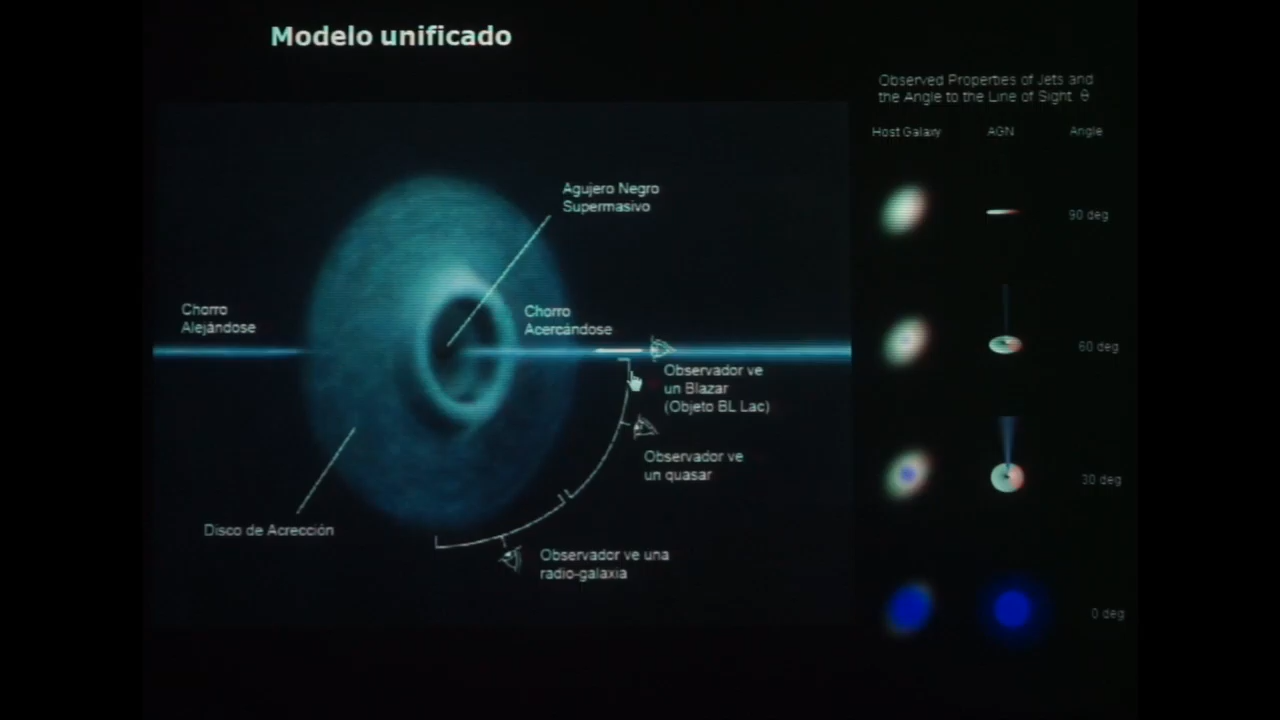 Modelo unificado
Observed Properties of Jets and
the Angle to the Line of Sight. θ
Host Galaxy AGN Angle
90 deg
60 deg
30 deg
0 deg
Agujero Negro
Supermasivo
Chorro
Alejándose
Chorro
Acercándose
Observador ve
un Blazar
(Objeto BL Lac)
Observador ve
un quasar
Disco de Acrección
Observador ve una
radio-galaxia